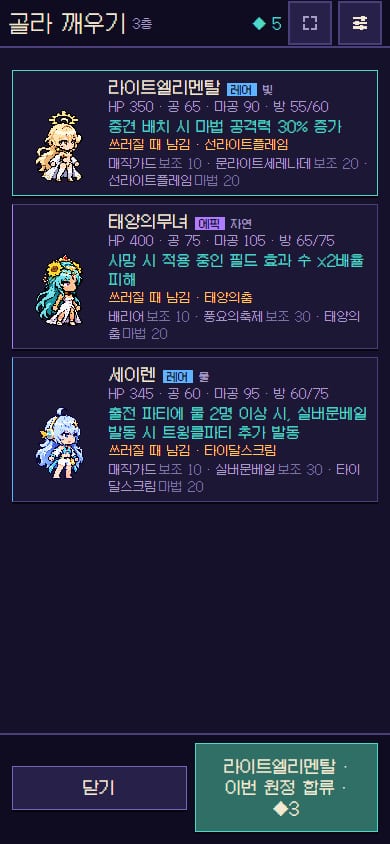 골라 깨우기 3층 ◆ 5
라이트엘리멘탈 레어 빛
HP 350 · 공 65 · 마공 90 · 방 55/60
중견 배치 시 마법 공격력 30% 증가
쓰러질 때 남김 · 선라이트플레임
매직가드 보조 10 · 문라이트세레나데 보조 20 ·
선라이트플레임 마법 20
태양의무녀 에픽 자연
HP 400 · 공 75 · 마공 105 · 방 65/75
사망 시 적용 중인 필드 효과 수 x2배율
피해
쓰러질 때 남김 · 태양의춤
배리어 보조 10 · 풍요의축제 보조 30 · 태양의
춤 마법 20
세이렌 레어 물
HP 345 · 공 60 · 마공 95 · 방 60/75
출전 파티에 물 2명 이상 시, 실버문베일
발동 시 트윙클파티 추가 발동
쓰러질 때 남김 · 타이달스크림
매직가드 보조 10 · 실버문베일 보조 30 · 타이
달스크림 마법 20
닫기
라이트엘리멘탈 ·
이번 원정 합류 ·
◆3